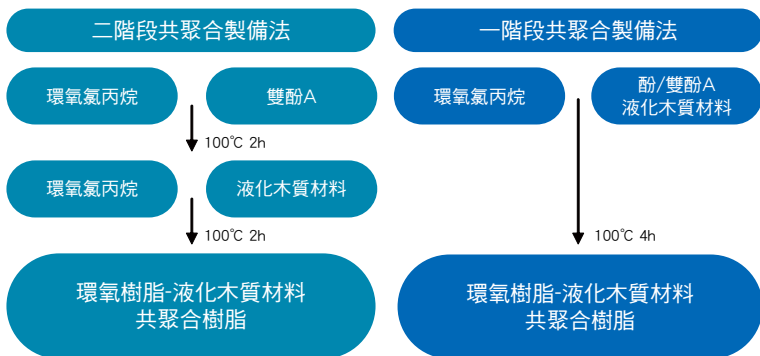 二階段共聚合製備法
環氧氯丙烷
雙酚A
100℃ 2h
環氧氯丙烷
液化木質材料
100℃ 2h
環氧樹脂-液化木質材料
共聚合樹脂
一階段共聚合製備法
環氧氯丙烷
酚/雙酚A
液化木質材料
100℃ 4h
環氧樹脂-液化木質材料
共聚合樹脂